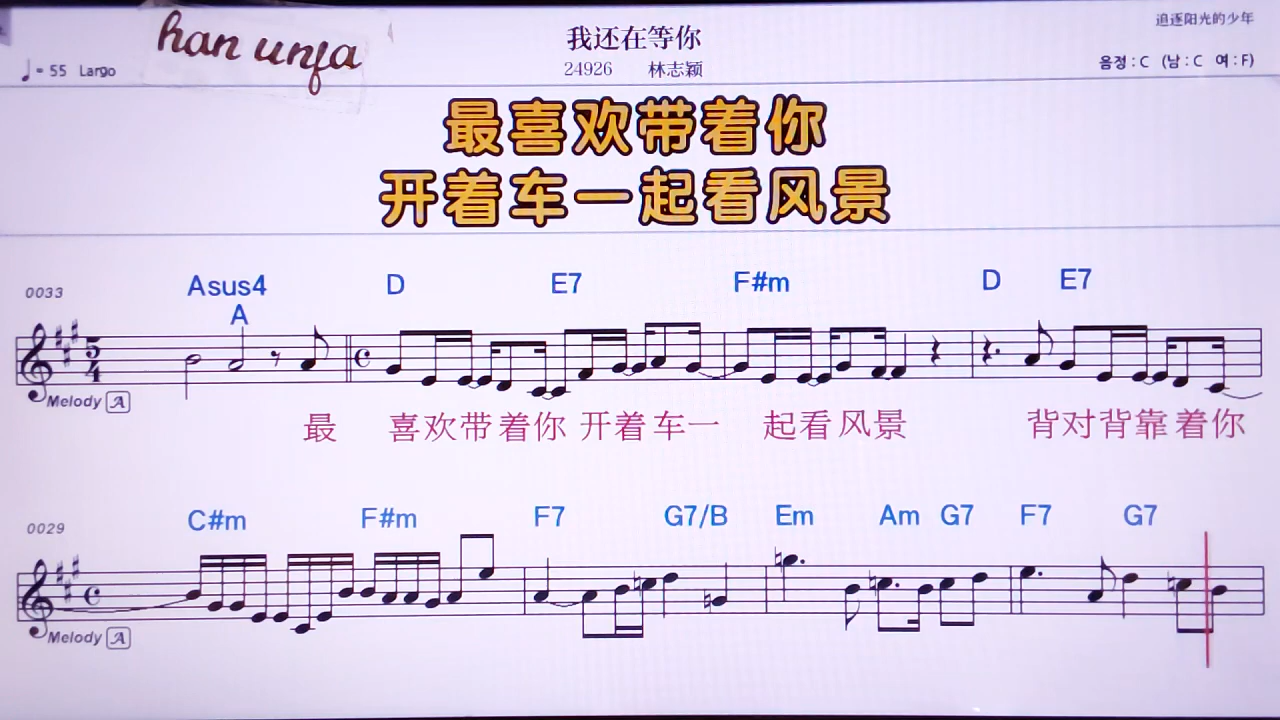 han unfa
我还在等你
追逐阳光的少年
♩= 55 Largo
24926 林志颖
음정 : C (남 : C 여 : F)
最喜欢带着你
开着车一起看风景
0033
Asus4 D E7 F#m D E7
A
5
4
Melody A
最 喜欢带着你 开着车一 起看风景 背对背靠着你
0029
C#m F#m F7 G7/B Em Am G7 F7 G7
Melody A